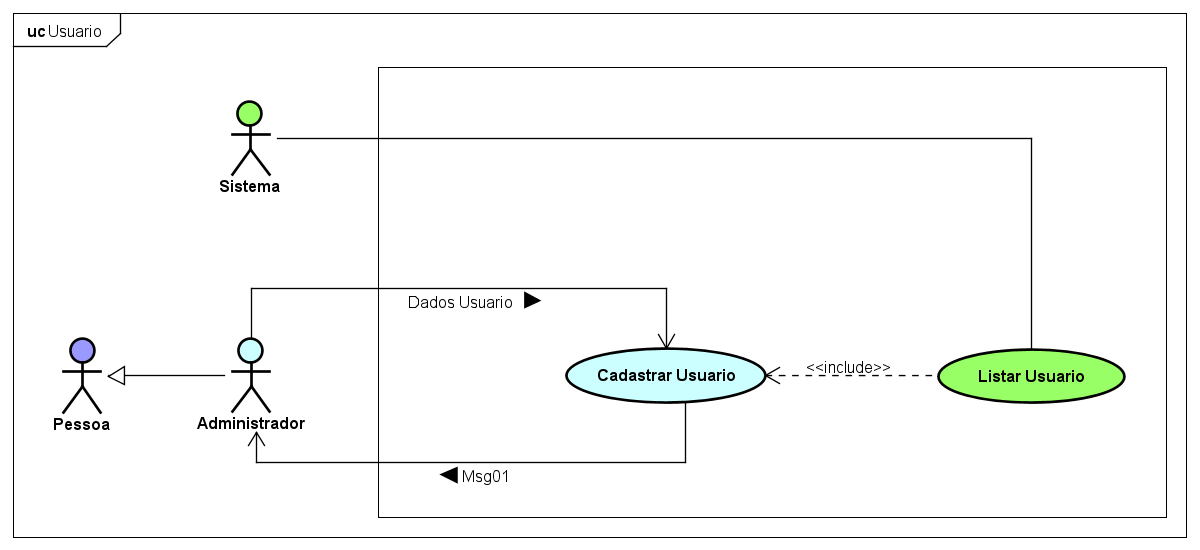 uc Usuario
Sistema
Dados Usuario
Pessoa
Administrador
Cadastrar Usuario
<<include>>
Listar Usuario
Msg01